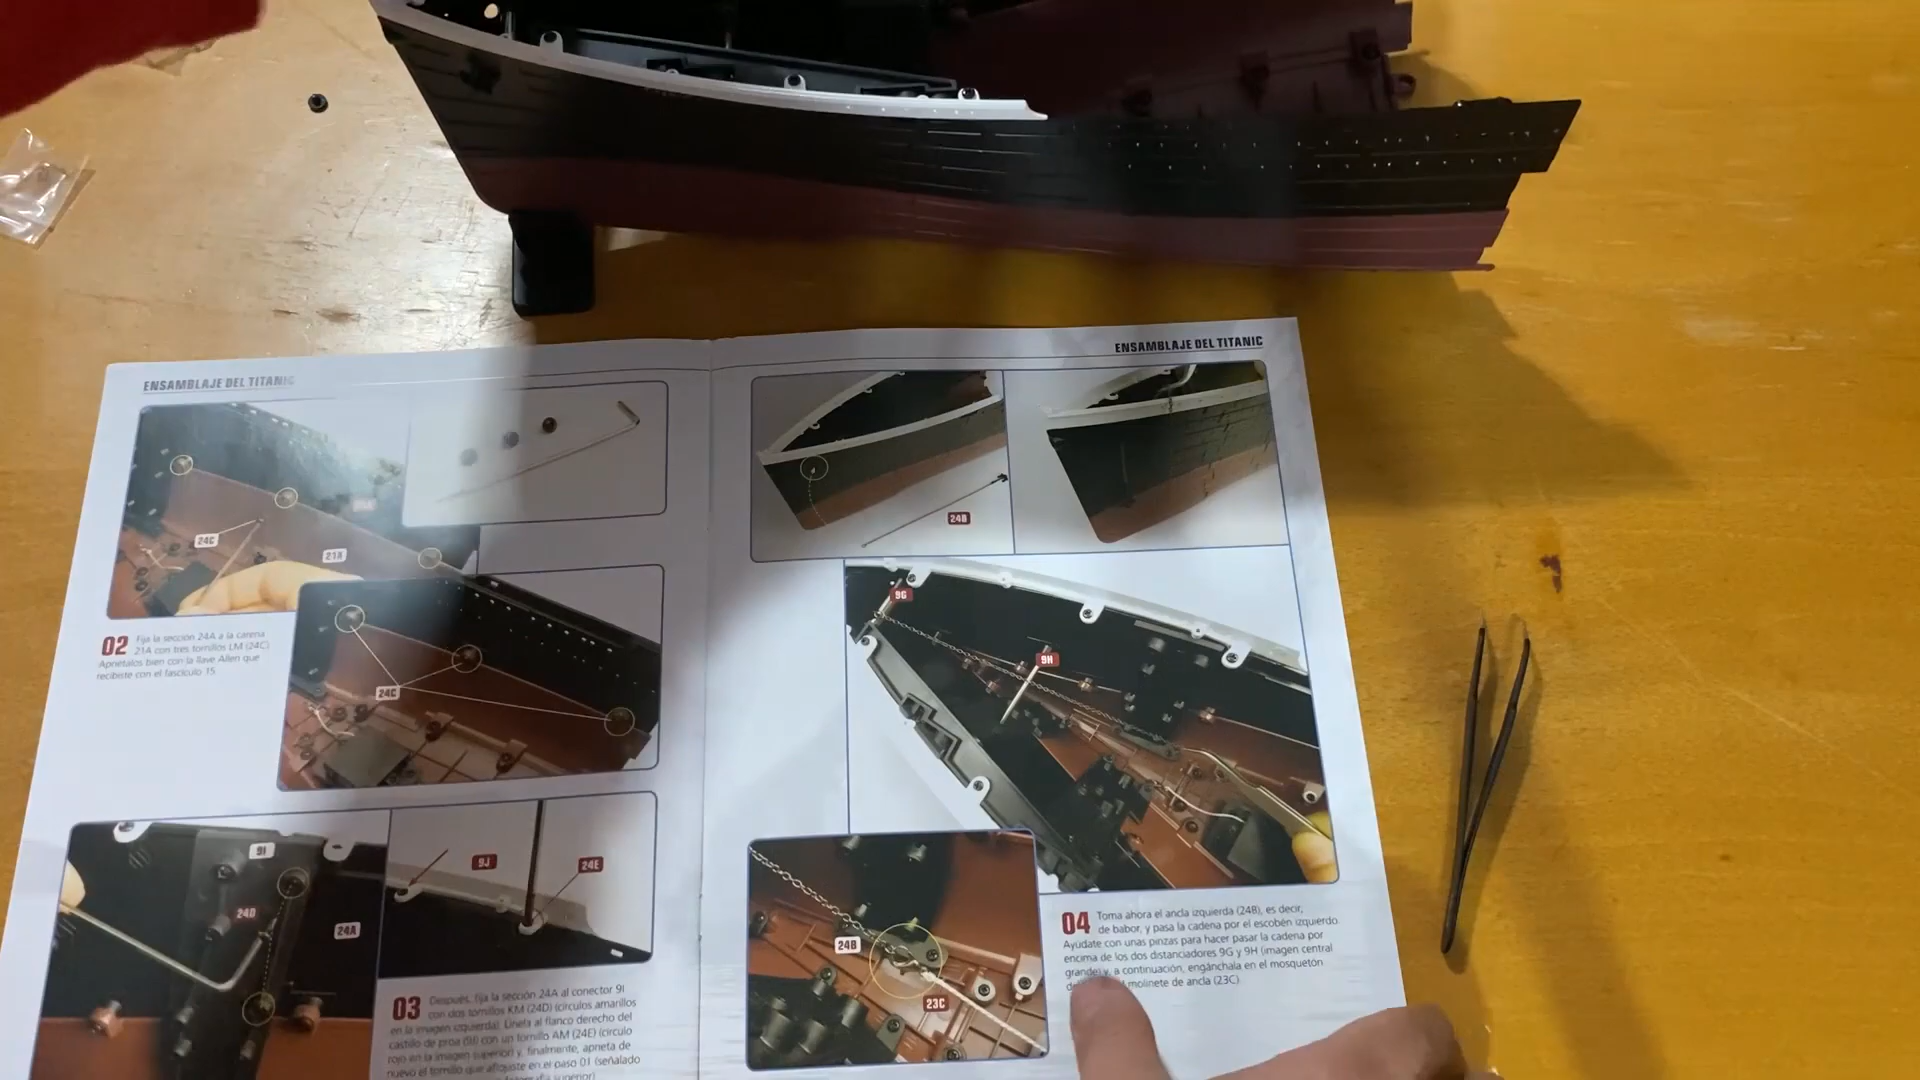 ENSAMBLAJE DEL TITANIC
24C
21A
02 Fija la sección 24A a la carena
21A con tres tornillos LM (24C).
Apriétalos bien con la llave Allen que
recibiste con el fascículo 15.
24C
9I
24D
24A
9J
24E
03 Después, fija la sección 24A al conector 9I
con dos tornillos KM (24D) (círculos amarillos
en la imagen izquierda). Únela al flanco derecho del
castillo de proa (9J) con un tornillo AM (24E) (círculo
rojo en la imagen superior) y, finalmente, aprieta de
nuevo el tornillo que aflojaste en el paso 01 (señalado
superior)
ENSAMBLAJE DEL TITANIC
24B
9G
9H
24B
23C
04 Toma ahora el ancla izquierda (24B), es decir,
de babor, y pasa la cadena por el escobén izquierdo.
Ayúdate con unas pinzas para hacer pasar la cadena por
encima de los dos distanciadores 9G y 9H (imagen central
grande) y, a continuación, engánchala en el mosquetón
molinete de ancla (23C).